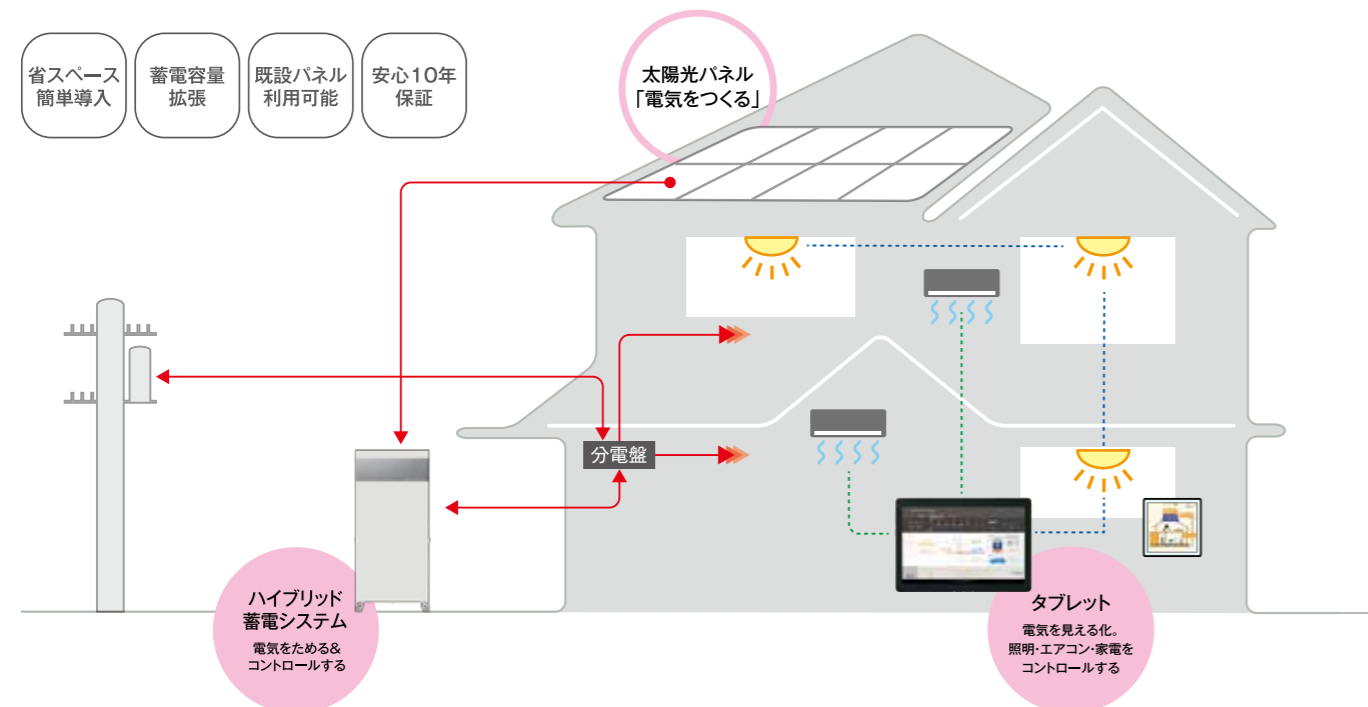 省スペース
簡単導入
蓄電容量
拡張
既設パネル
利用可能
安心10年
保証
太陽光パネル
「電気をつくる」
分電盤
ハイブリッド
蓄電システム
電気をためる&
コントロールする
タブレット
電気を見える化。
照明・エアコン・家電を
コントロールする